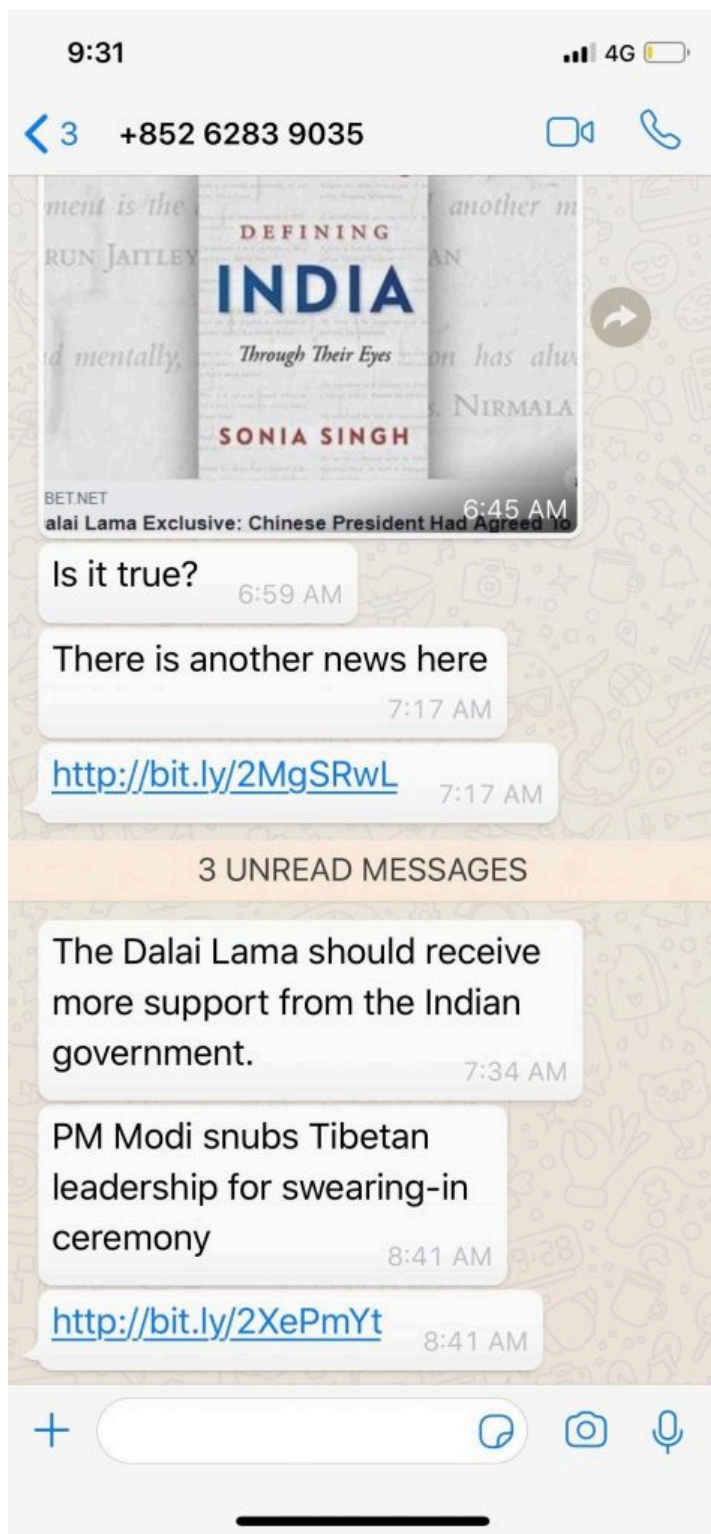 9:31
4G
3 +852 6283 9035
ment is the another m
DEFINING
RUN JAITLEY AN
INDIA
d mentally, Through Their Eyes on has alw
s. NIRMALA
SONIA SINGH
BET.NET
6:45 AM
alai Lama Exclusive: Chinese President Had Agreed To
Is it true?
6:59 AM
There is another news here
7:17 AM
http://bit.ly/2MgSRwL
7:17 AM
3 UNREAD MESSAGES
The Dalai Lama should receive
more support from the Indian
government.
7:34 AM
PM Modi snubs Tibetan
leadership for swearing-in
ceremony
8:41 AM
http://bit.ly/2XePmYt
8:41 AM